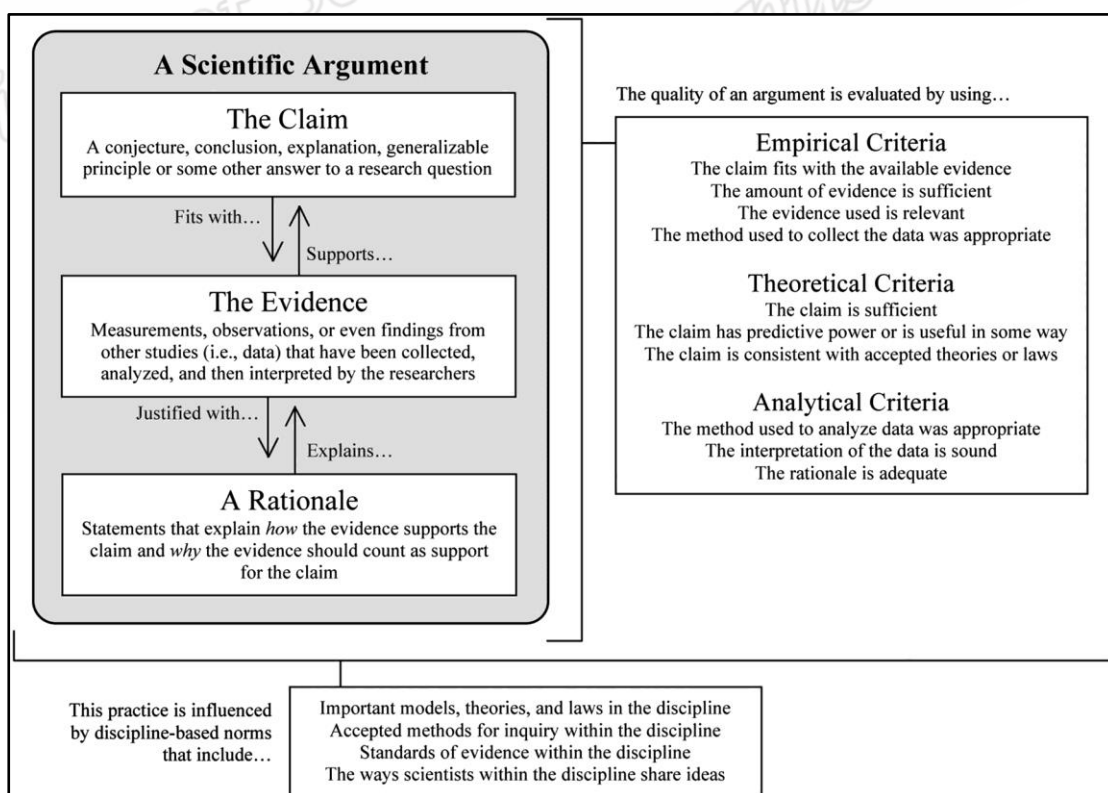 A Scientific Argument
The Claim
A conjecture, conclusion, explanation, generalizable
principle or some other answer to a research question
Fits with…
Supports…
The Evidence
Measurements, observations, or even findings from
other studies (i.e., data) that have been collected,
analyzed, and then interpreted by the researchers
Justified with…
Explains…
A Rationale
Statements that explain how the evidence supports the
claim and why the evidence should count as support
for the claim
The quality of an argument is evaluated by using…
Empirical Criteria
The claim fits with the available evidence
The amount of evidence is sufficient
The evidence used is relevant
The method used to collect the data was appropriate
Theoretical Criteria
The claim is sufficient
The claim has predictive power or is useful in some way
The claim is consistent with accepted theories or laws
Analytical Criteria
The method used to analyze data was appropriate
The interpretation of the data is sound
The rationale is adequate
This practice is influenced
by discipline-based norms
that include…
Important models, theories, and laws in the discipline
Accepted methods for inquiry within the discipline
Standards of evidence within the discipline
The ways scientists within the discipline share ideas